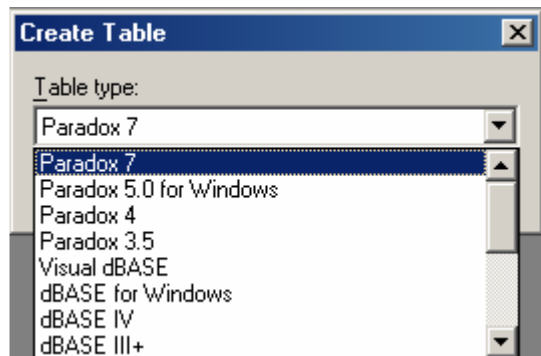 Create Table
Table type:
Paradox 7
Paradox 7
Paradox 5.0 for Windows
Paradox 4
Paradox 3.5
Visual dBASE
dBASE for Windows
dBASE IV
dBASE III+